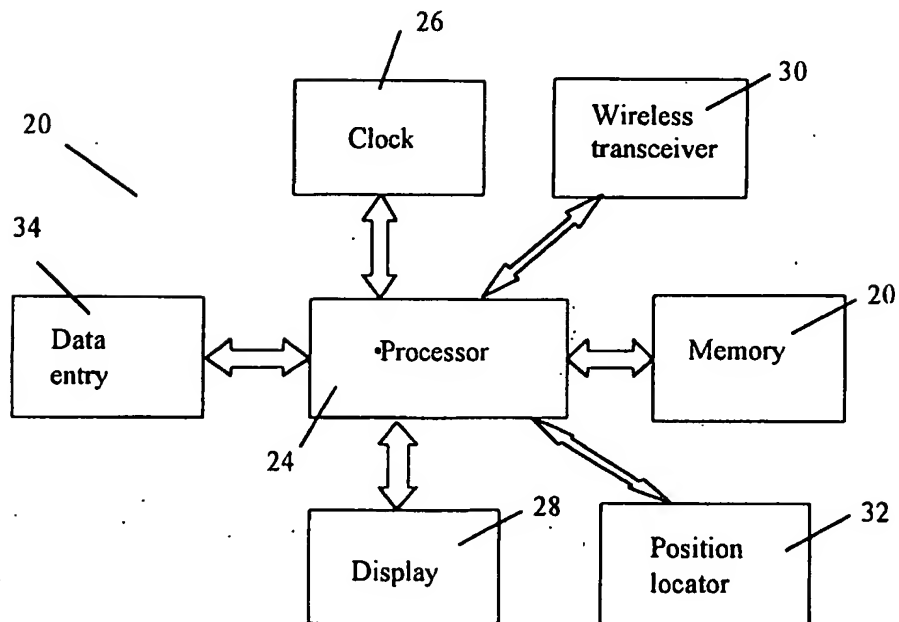 26
30
20
Clock
Wireless
transceiver
34
20
Data
entry
Processor
Memory
24
28
32
Display
Position
locator